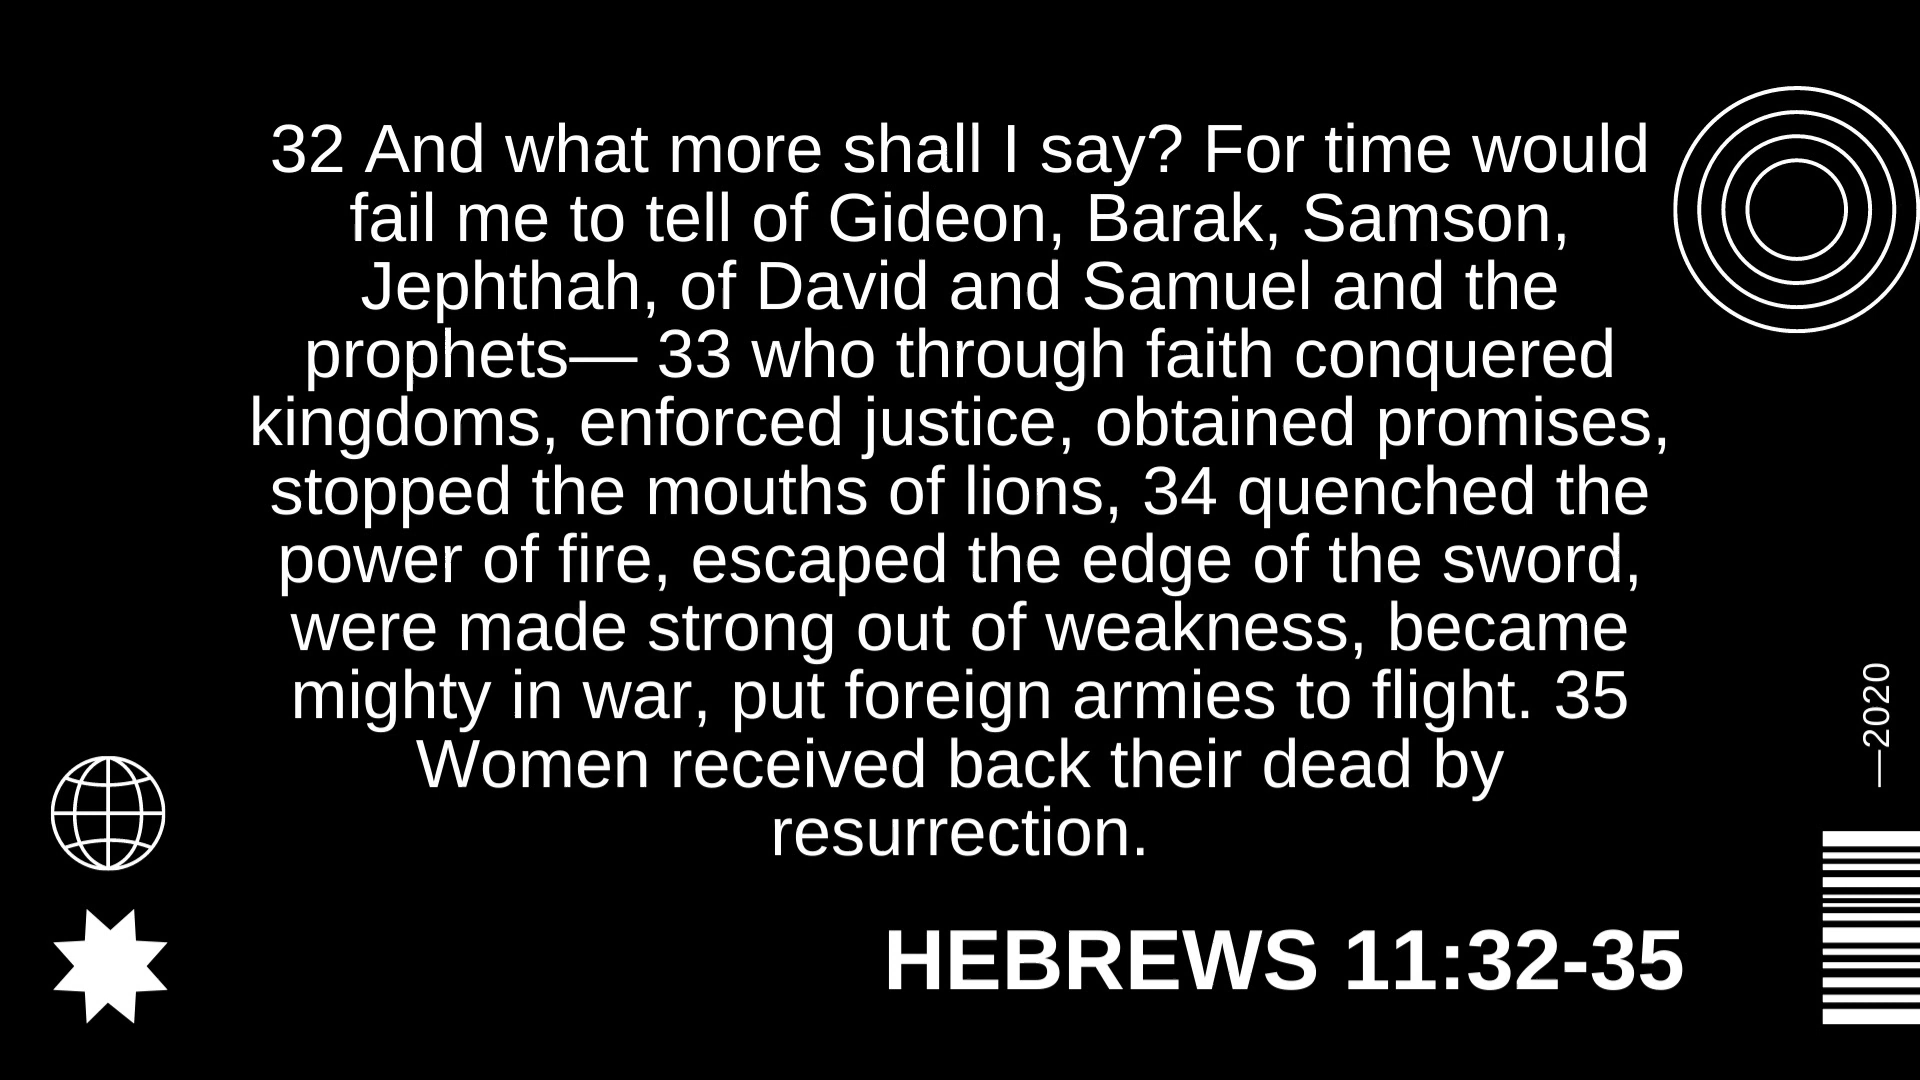 32 And what more shall I say? For time would
fail me to tell of Gideon, Barak, Samson,
Jephthah, of David and Samuel and the
prophets— 33 who through faith conquered
kingdoms, enforced justice, obtained promises,
stopped the mouths of lions, 34 quenched the
power of fire, escaped the edge of the sword,
were made strong out of weakness, became
mighty in war, put foreign armies to flight. 35
Women received back their dead by
resurrection.
HEBREWS 11:32-35
—2020